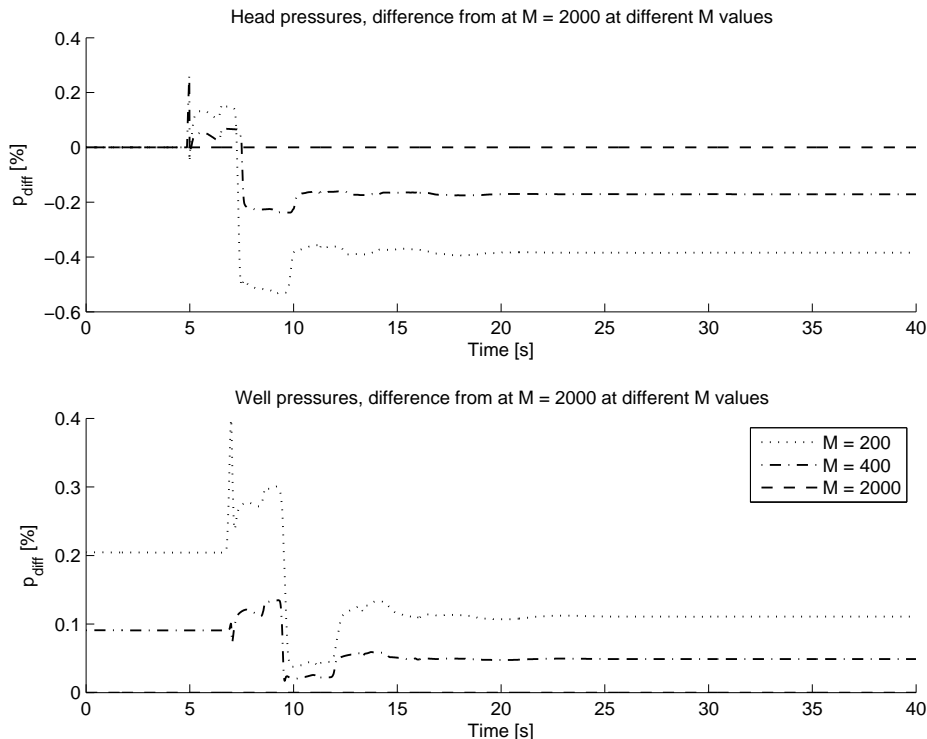 Head pressures, difference from at M = 2000 at different M values
0.4
0.2
0
−0.2
−0.4
−0.6
p_diff [%]
0 5 10 15 20 25 30 35 40
Time [s]
Well pressures, difference from at M = 2000 at different M values
0.4
0.3
0.2
0.1
0
p_diff [%]
M = 200
M = 400
M = 2000
0 5 10 15 20 25 30 35 40
Time [s]